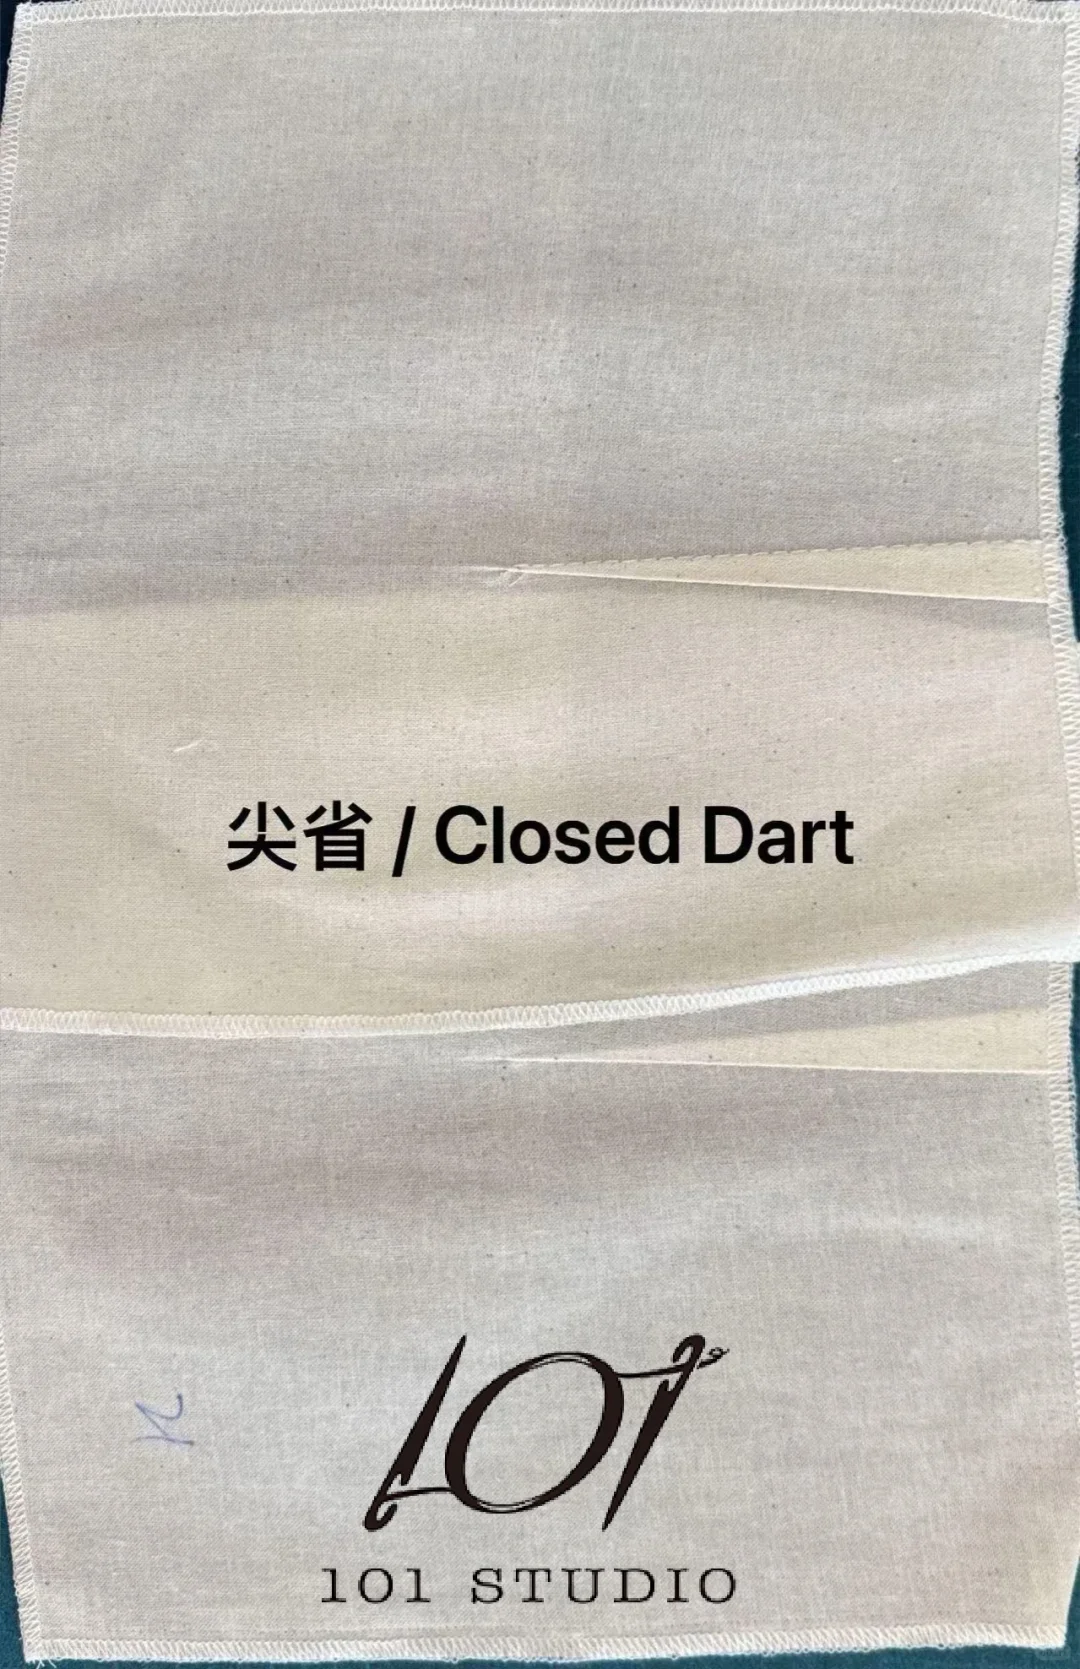 尖省 / Closed Dart
101
101 STUDIO